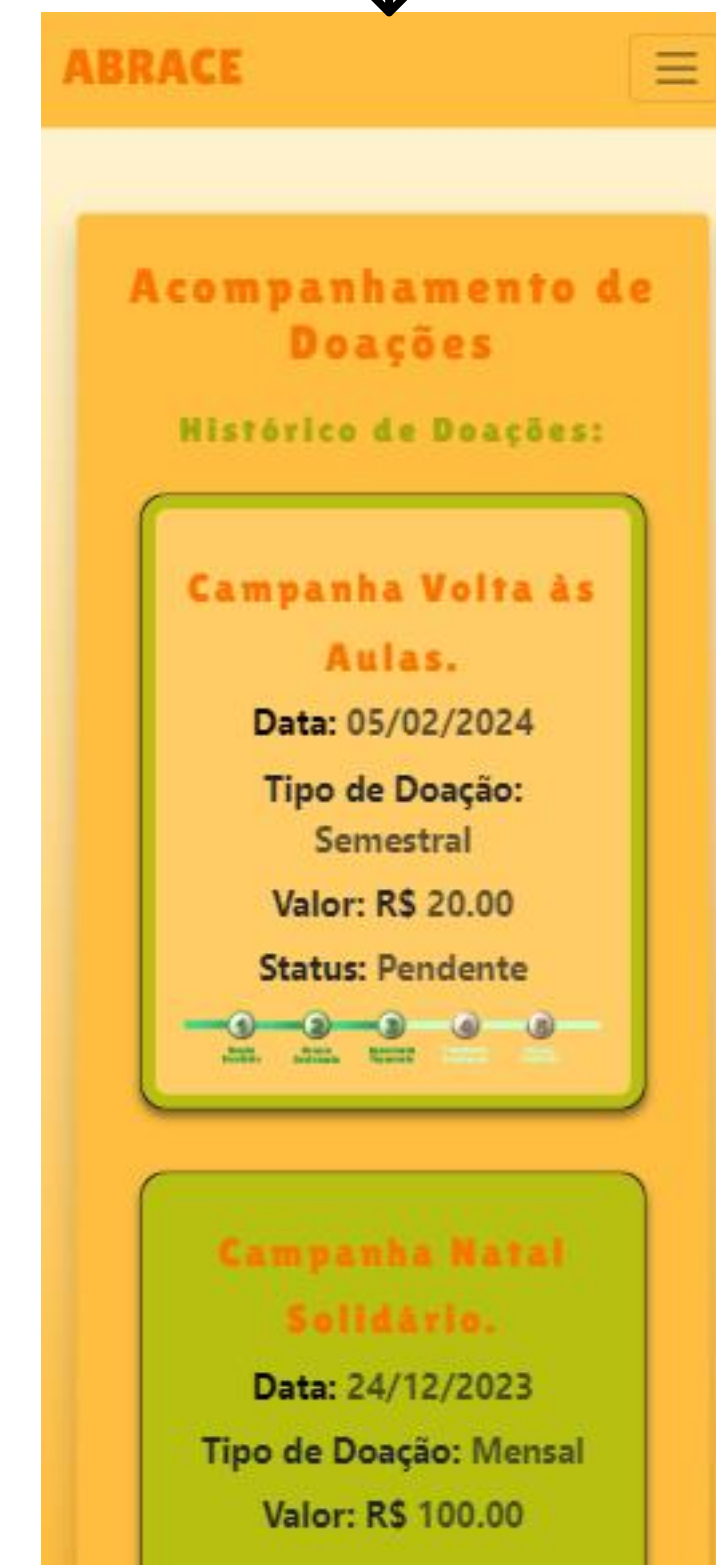 ABRACE
Acompanhamento de
Doações
Histórico de Doações:
Campanha Volta às
Aulas.
Data: 05/02/2024
Tipo de Doação:
Semestral
Valor: R$ 20.00
Status: Pendente
1 2 3 4 5
Campanha Natal
Solidário.
Data: 24/12/2023
Tipo de Doação: Mensal
Valor: R$ 100.00